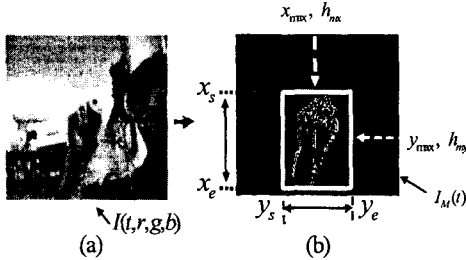 x_max, h_mx
x_s
y_max, h_my
x_e
I_M(t)
y_s y_e
I(t,r,g,b)
(a) (b)